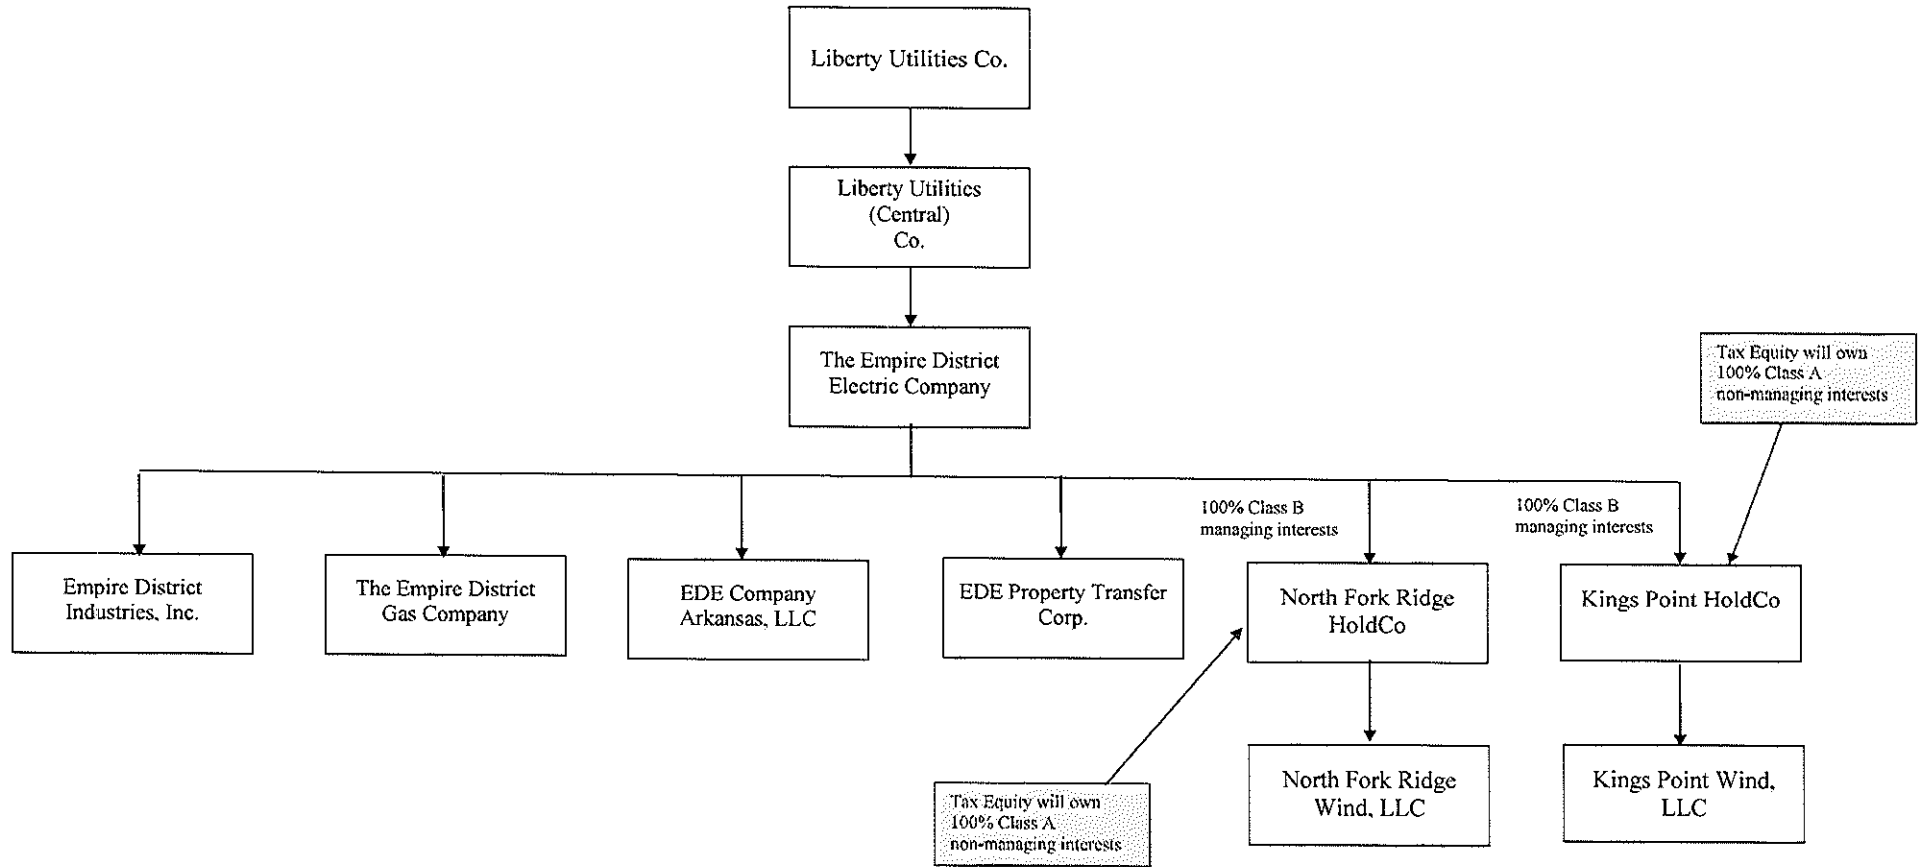 Liberty Utilities Co.
Liberty Utilities
(Central)
Co.
The Empire District
Electric Company
Tax Equity will own
100% Class A
non-managing interests
100% Class B
managing interests
100% Class B
managing interests
Empire District
Industries, Inc.
The Empire District
Gas Company
EDE Company
Arkansas, LLC
EDE Property Transfer
Corp.
North Fork Ridge
HoldCo
Kings Point HoldCo
Tax Equity will own
100% Class A
non-managing interests
North Fork Ridge
Wind, LLC
Kings Point Wind,
LLC